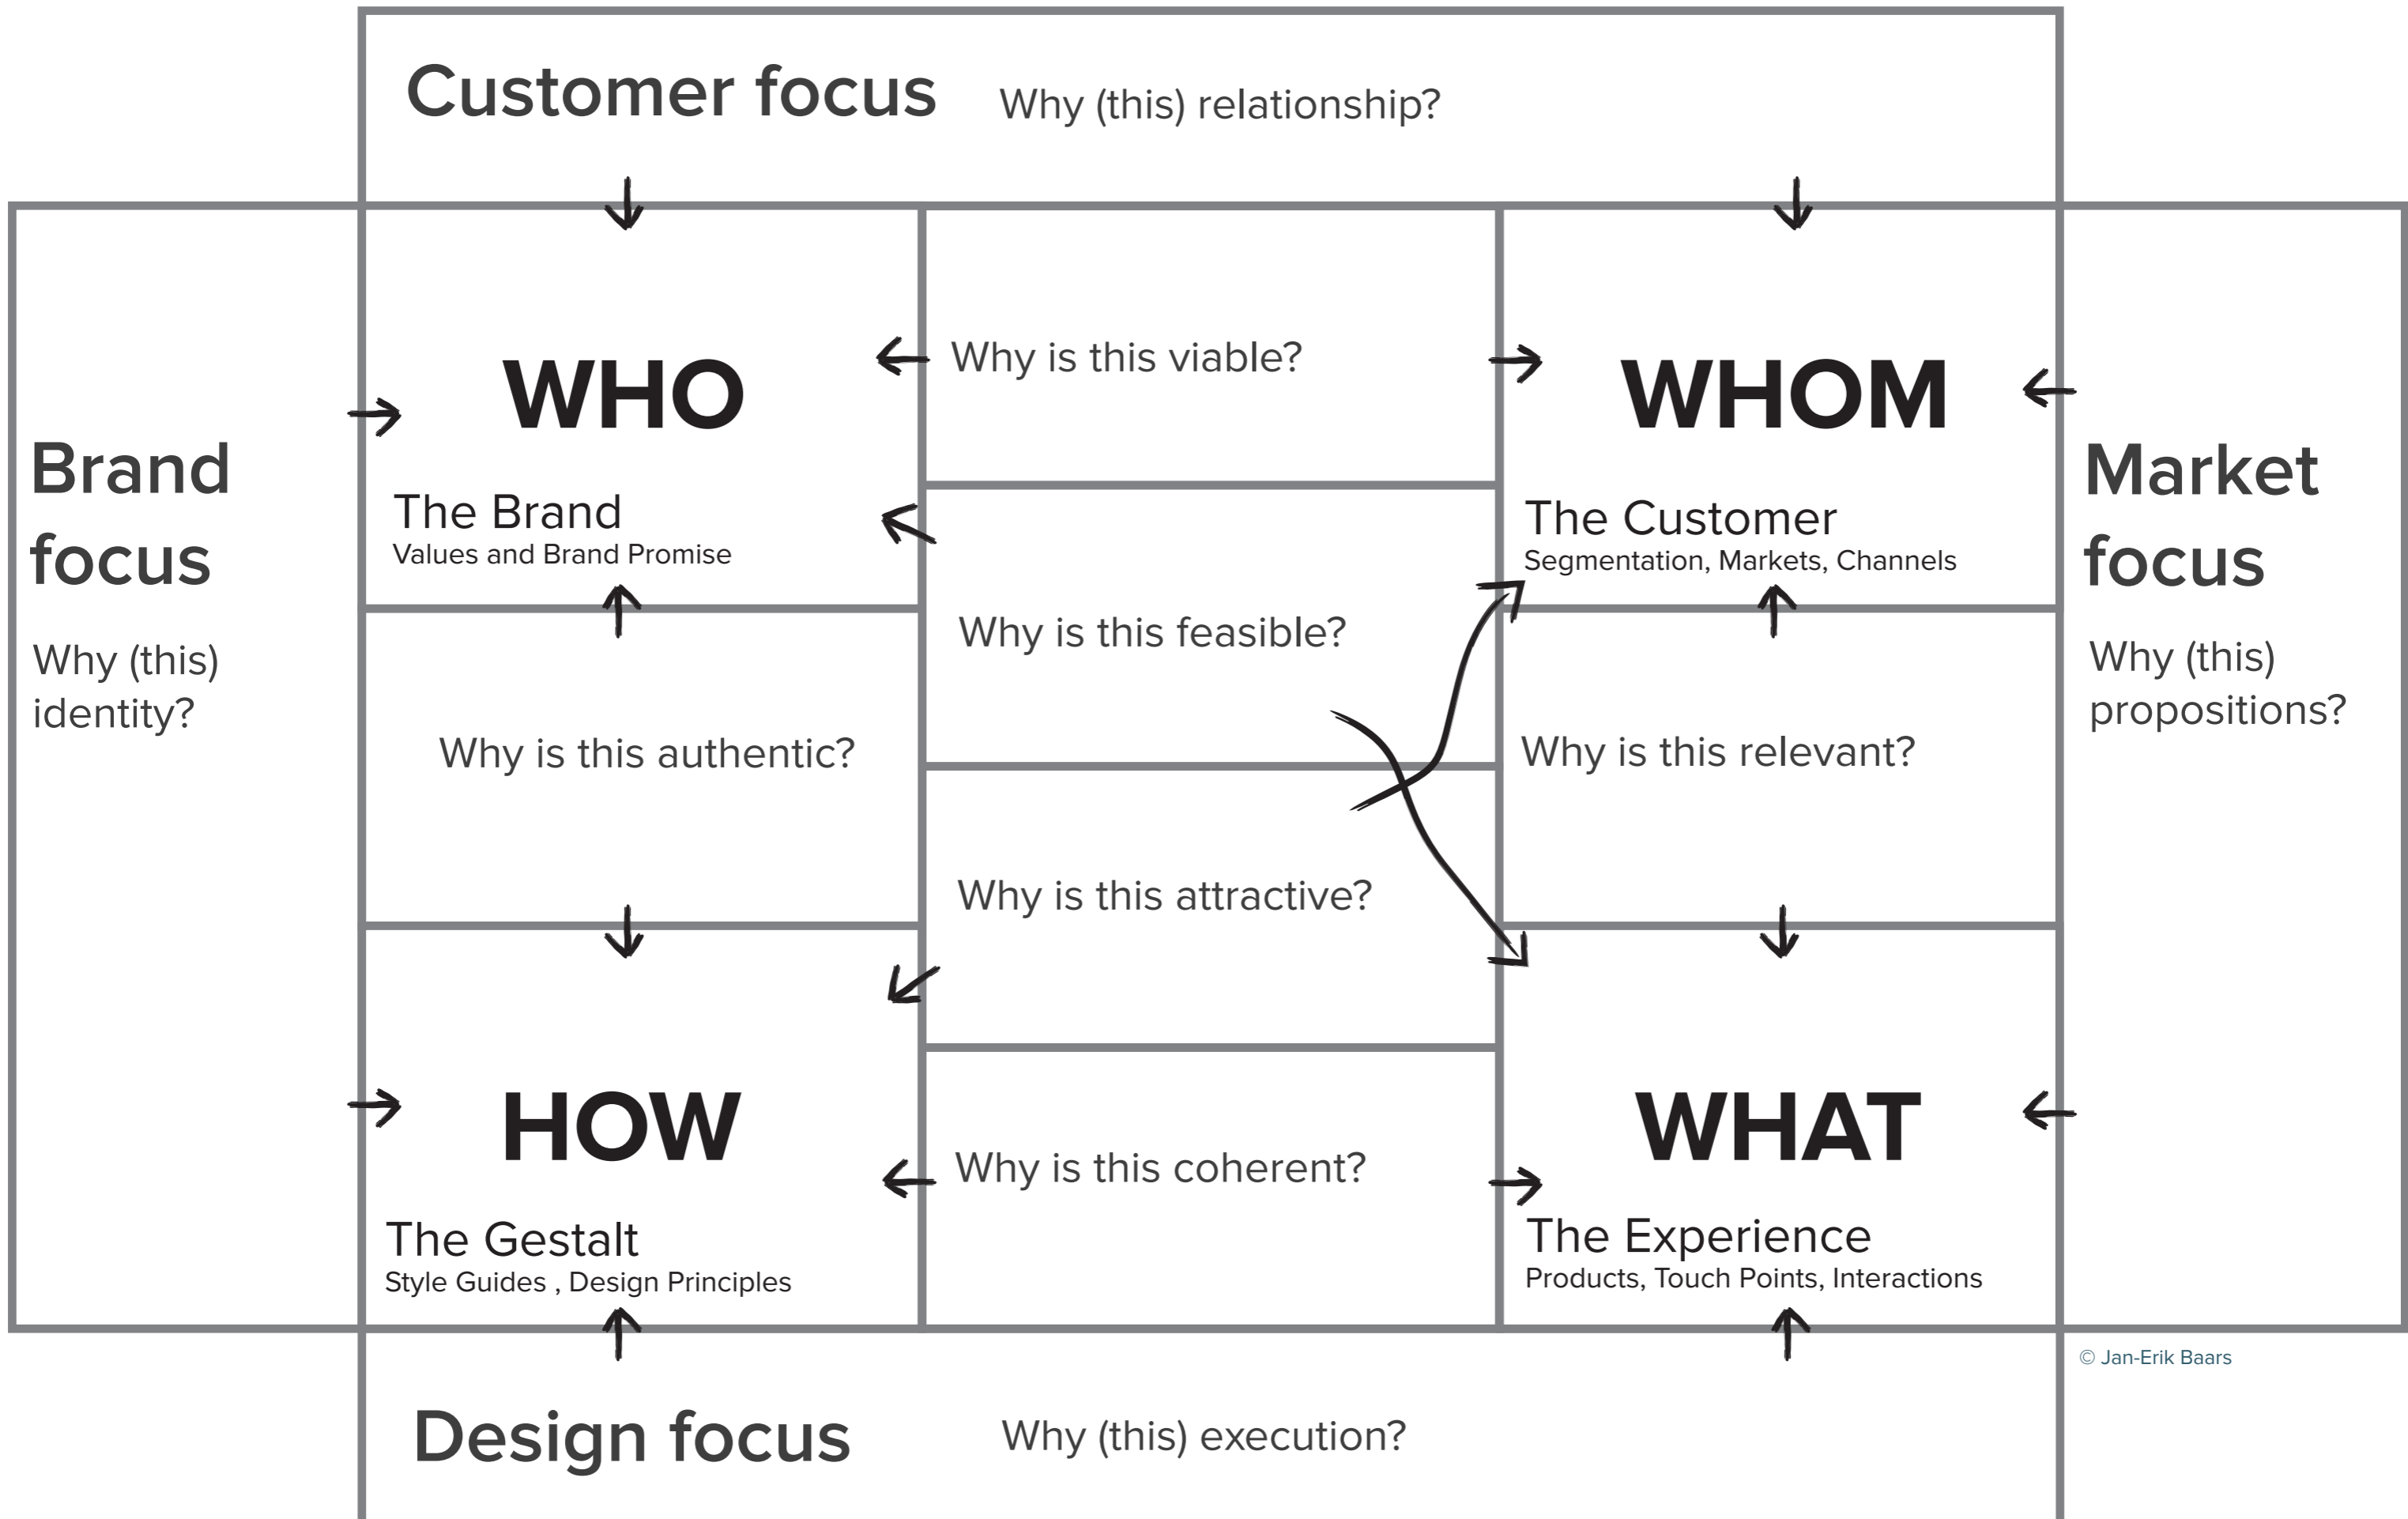 Customer focus
Why (this) relationship?
Brand
focus
Why (this)
identity?
WHO
The Brand
Values and Brand Promise
Why is this viable?
WHOM
The Customer
Segmentation, Markets, Channels
Market
focus
Why (this)
propositions?
Why is this feasible?
Why is this authentic?
Why is this relevant?
Why is this attractive?
HOW
The Gestalt
Style Guides , Design Principles
Why is this coherent?
WHAT
The Experience
Products, Touch Points, Interactions
© Jan-Erik Baars
Design focus
Why (this) execution?